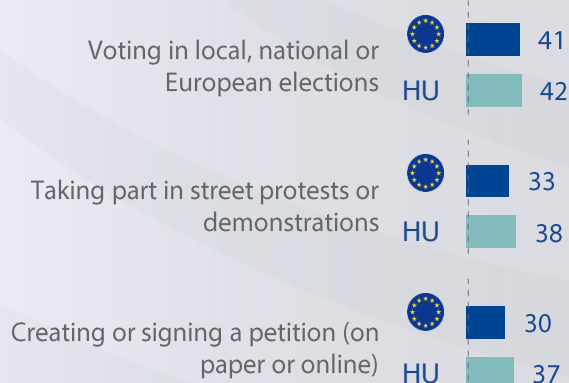 Voting in local, national or
European elections
41
HU 42
Taking part in street protests or
demonstrations
33
HU 38
Creating or signing a petition (on
paper or online)
30
HU 37